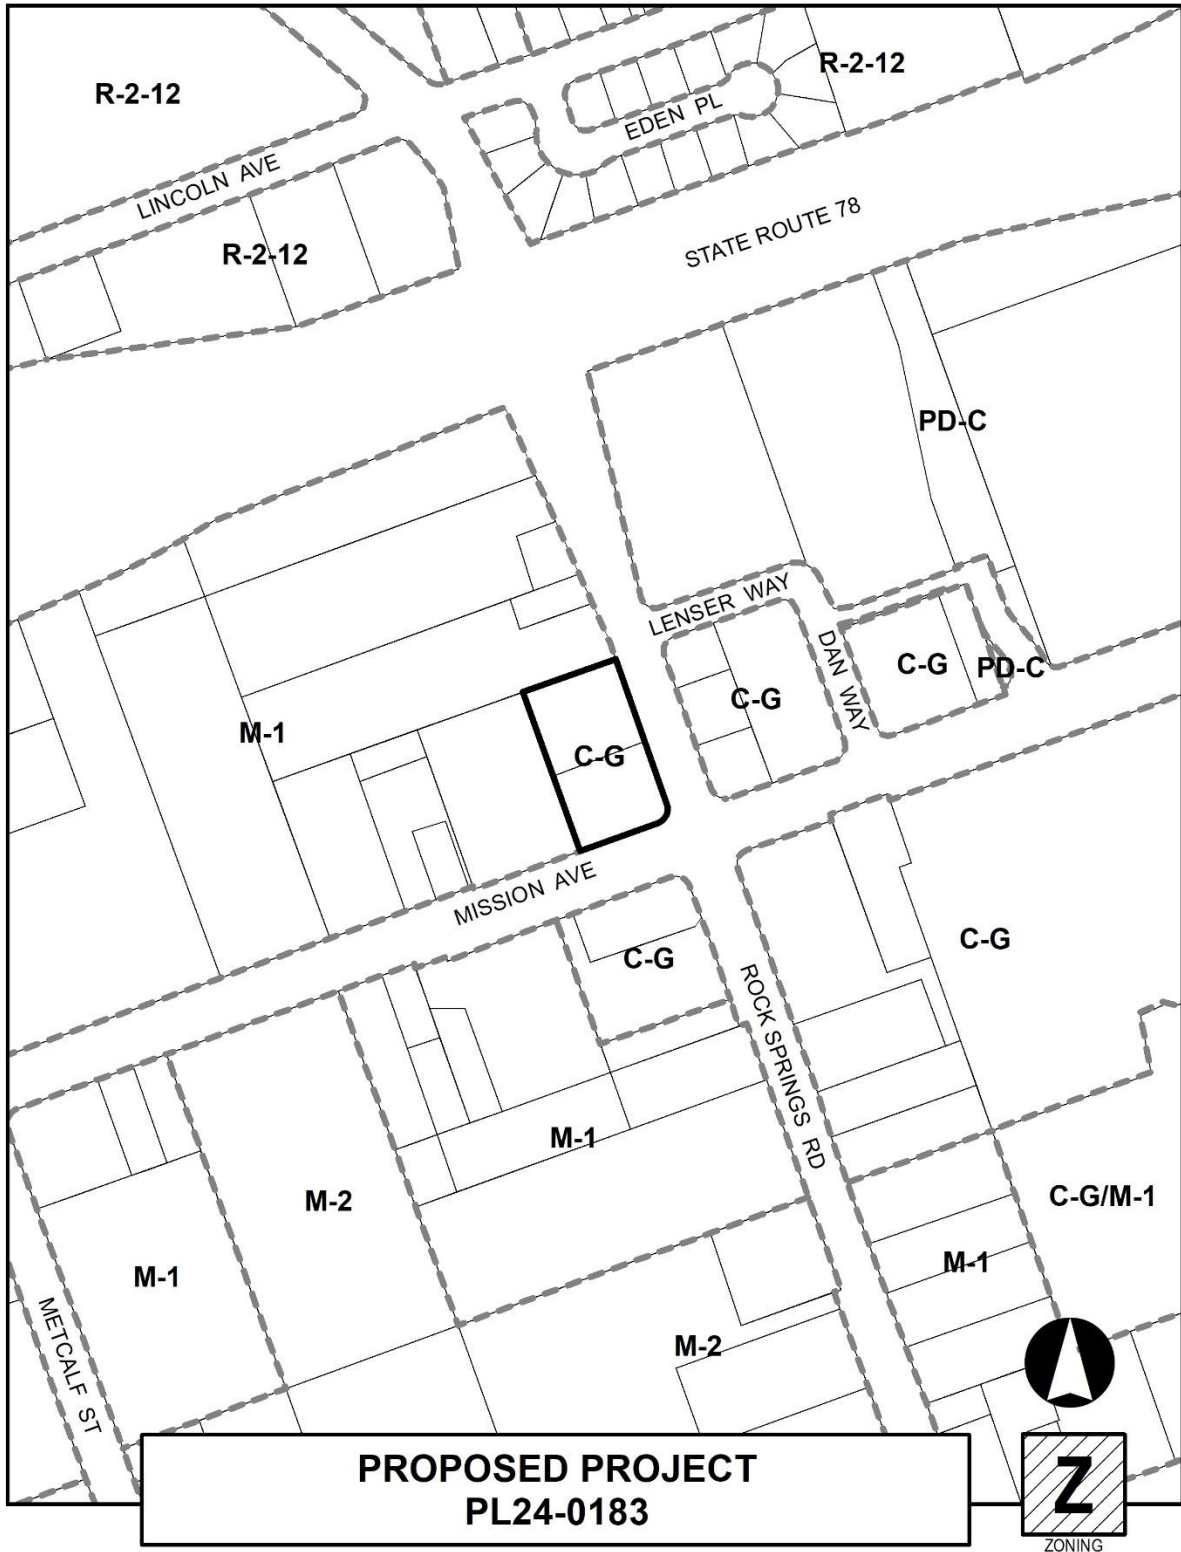 R-2-12
R-2-12
EDEN PL
LINCOLN AVE
R-2-12
STATE ROUTE 78
PD-C
LENSER WAY
DAN WAY
C-G
PD-C
C-G
M-1
C-G
MISSION AVE
C-G
C-G
ROCK SPRINGS RD
M-1
M-2
C-G/M-1
M-1
M-1
METCALF ST
M-2
PROPOSED PROJECT
PL24-0183
Z
ZONING